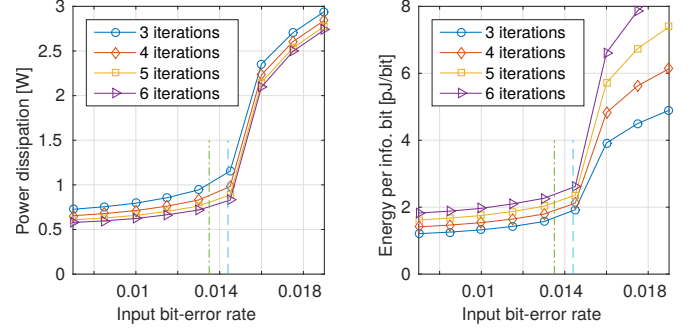 Power dissipation [W]
3
2.5
2
1.5
1
0.5
0
3 iterations
4 iterations
5 iterations
6 iterations
0.01
0.014
0.018
Input bit-error rate
Energy per info. bit [pJ/bit]
8
6
4
2
0
3 iterations
4 iterations
5 iterations
6 iterations
0.01
0.014
0.018
Input bit-error rate